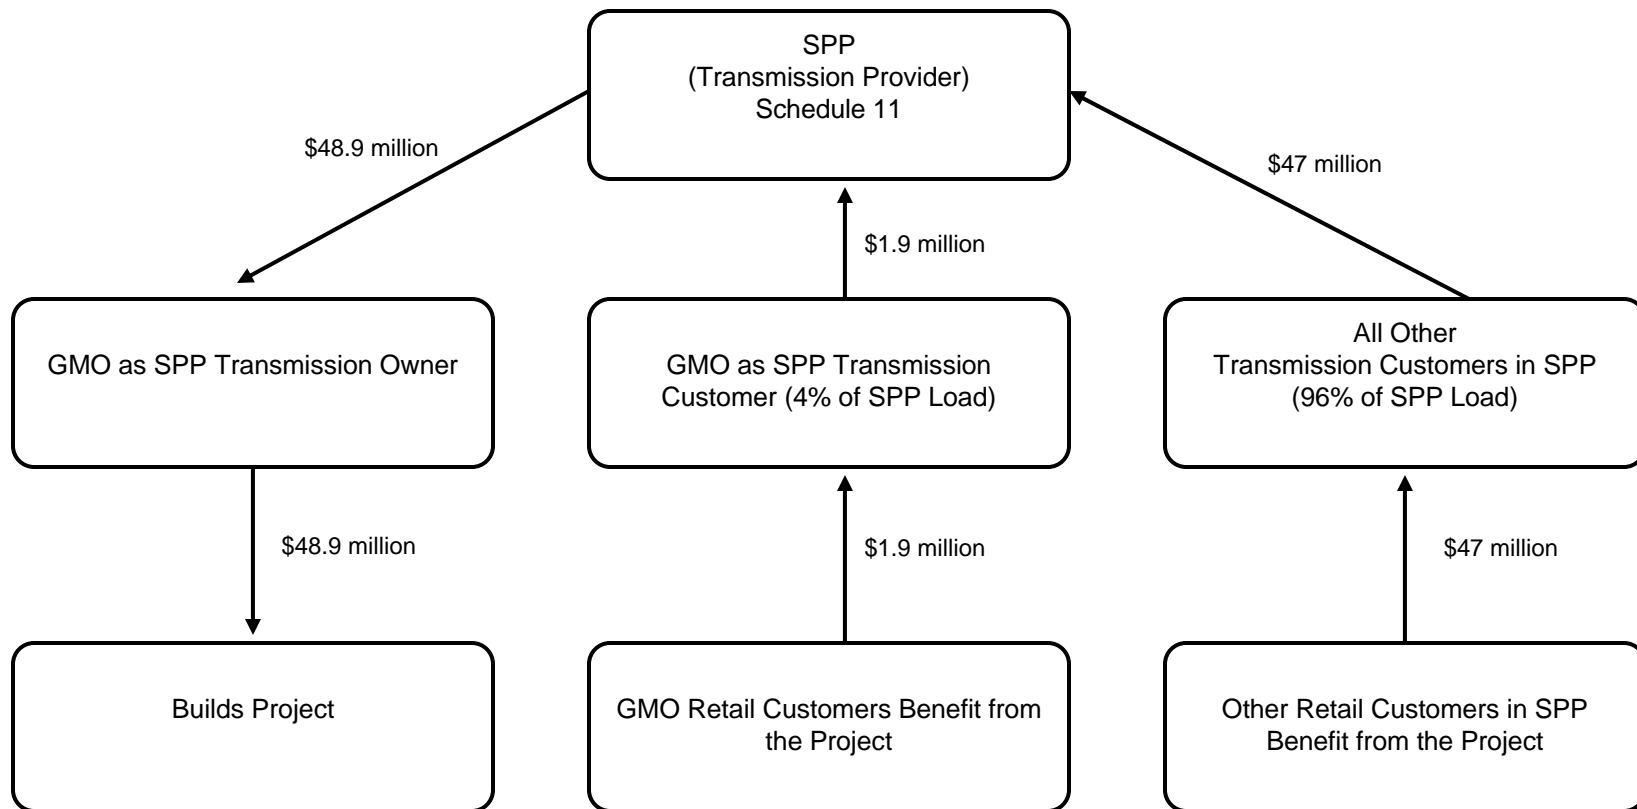 SPP
(Transmission Provider)
Schedule 11
$48.9 million
$47 million
$1.9 million
GMO as SPP Transmission Owner
GMO as SPP Transmission
Customer (4% of SPP Load)
All Other
Transmission Customers in SPP
(96% of SPP Load)
$48.9 million
$1.9 million
$47 million
Builds Project
GMO Retail Customers Benefit from
the Project
Other Retail Customers in SPP
Benefit from the Project